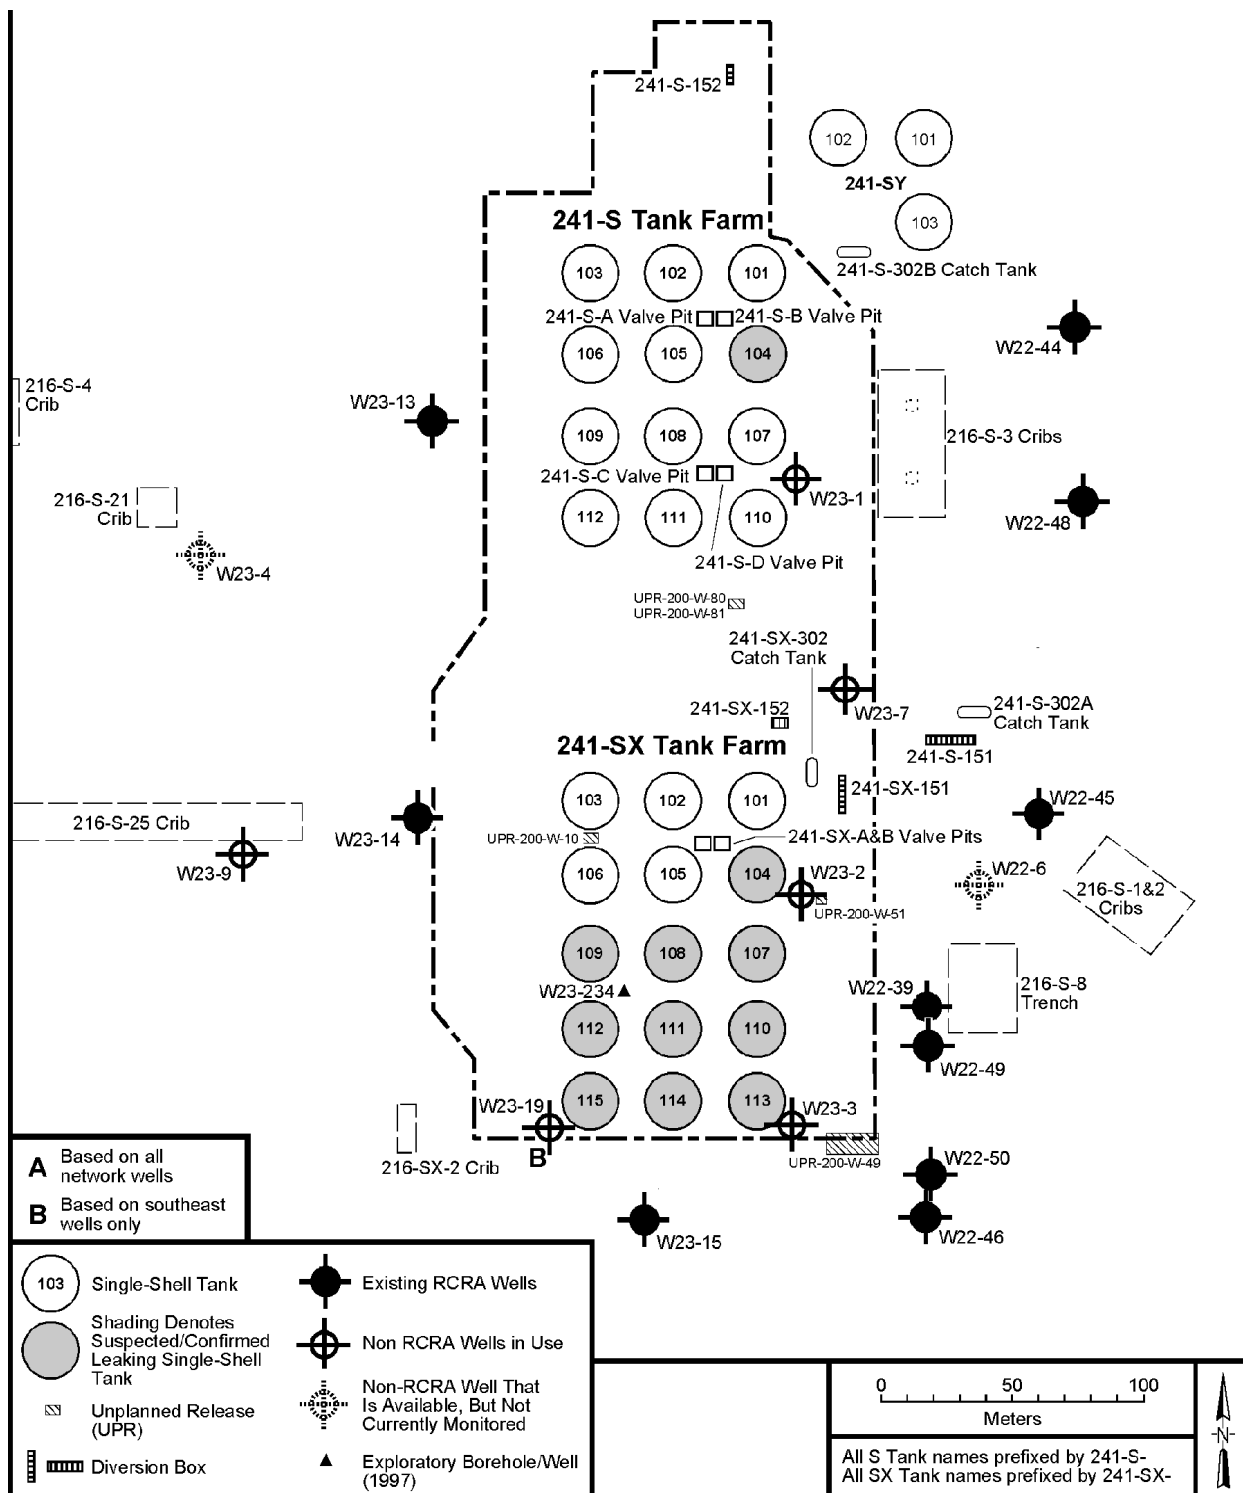 241-S-152
102
101
241-SY
103
241-S Tank Farm
241-S-302B Catch Tank
103
102
101
241-S-A Valve Pit
241-S-B Valve Pit
W22-44
106
105
104
216-S-4
Crib
W23-13
216-S-3 Cribs
109
108
107
241-S-C Valve Pit
W23-1
216-S-21
Crib
112
111
110
W22-48
241-S-D Valve Pit
W23-4
UPR-200-W-80
UPR-200-W-81
241-SX-302
Catch Tank
241-SX-152
W23-7
241-S-302A
Catch Tank
241-SX Tank Farm
241-S-151
103
102
101
241-SX-151
W22-45
216-S-25 Crib
W23-14
UPR-200-W-10
241-SX-A&B Valve Pits
W23-9
106
105
104
W23-2
W22-6
216-S-1&2
Cribs
UPR-200-W-51
109
108
107
W23-234
W22-39
216-S-8
Trench
112
111
110
W22-49
W23-19
115
114
113
W23-3
B
216-SX-2 Crib
UPR-200-W-49
W22-50
W23-15
W22-46
A Based on all
network wells
B Based on southeast
wells only
103
Single-Shell Tank
Shading Denotes
Suspected/Confirmed
Leaking Single-Shell
Tank
Unplanned Release
(UPR)
Diversion Box
Existing RCRA Wells
Non RCRA Wells in Use
Non-RCRA Well That
Is Available, But Not
Currently Monitored
Exploratory Borehole/Well
(1997)
0 50 100
Meters
All S Tank names prefixed by 241-S-
All SX Tank names prefixed by 241-SX-
N